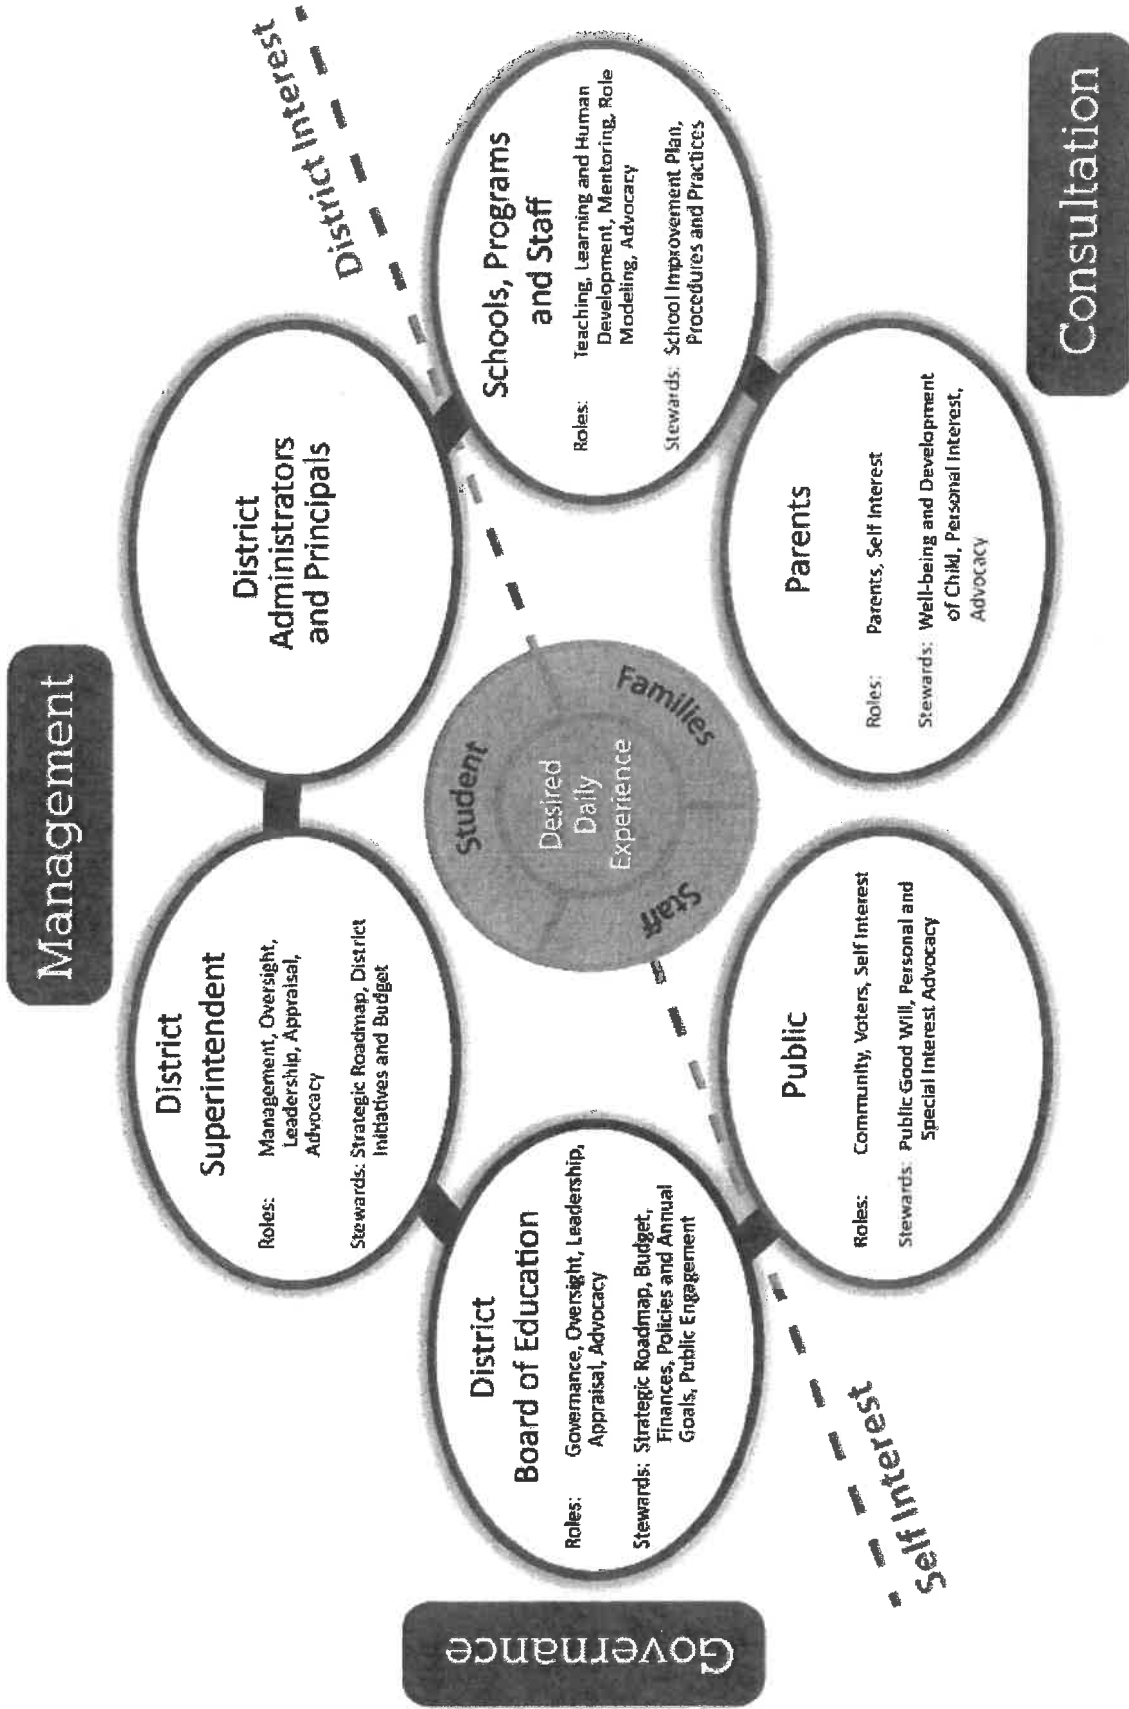 Management
District Interest
District
Superintendent
Roles: Management, Oversight,
Leadership, Appraisal,
Advocacy
Stewards: Strategic Roadmap, District
Initiatives and Budget
District
Administrators
and Principals
Governance
District
Board of Education
Roles: Governance, Oversight, Leadership,
Appraisal, Advocacy
Stewards: Strategic Roadmap, Budget,
Finances, Policies and Annual
Goals, Public Engagement
Student
Families
Staff
Desired
Daily
Experience
Schools, Programs
and Staff
Roles: Teaching, Learning and Human
Development, Mentoring, Role
Modeling, Advocacy
Stewards: School Improvement Plan,
Procedures and Practices
Self Interest
Public
Roles: Community, Voters, Self Interest
Stewards: Public Good Will, Personal and
Special Interest Advocacy
Parents
Roles: Parents, Self Interest
Stewards: Well-being and Development
of Child, Personal Interest,
Advocacy
Consultation